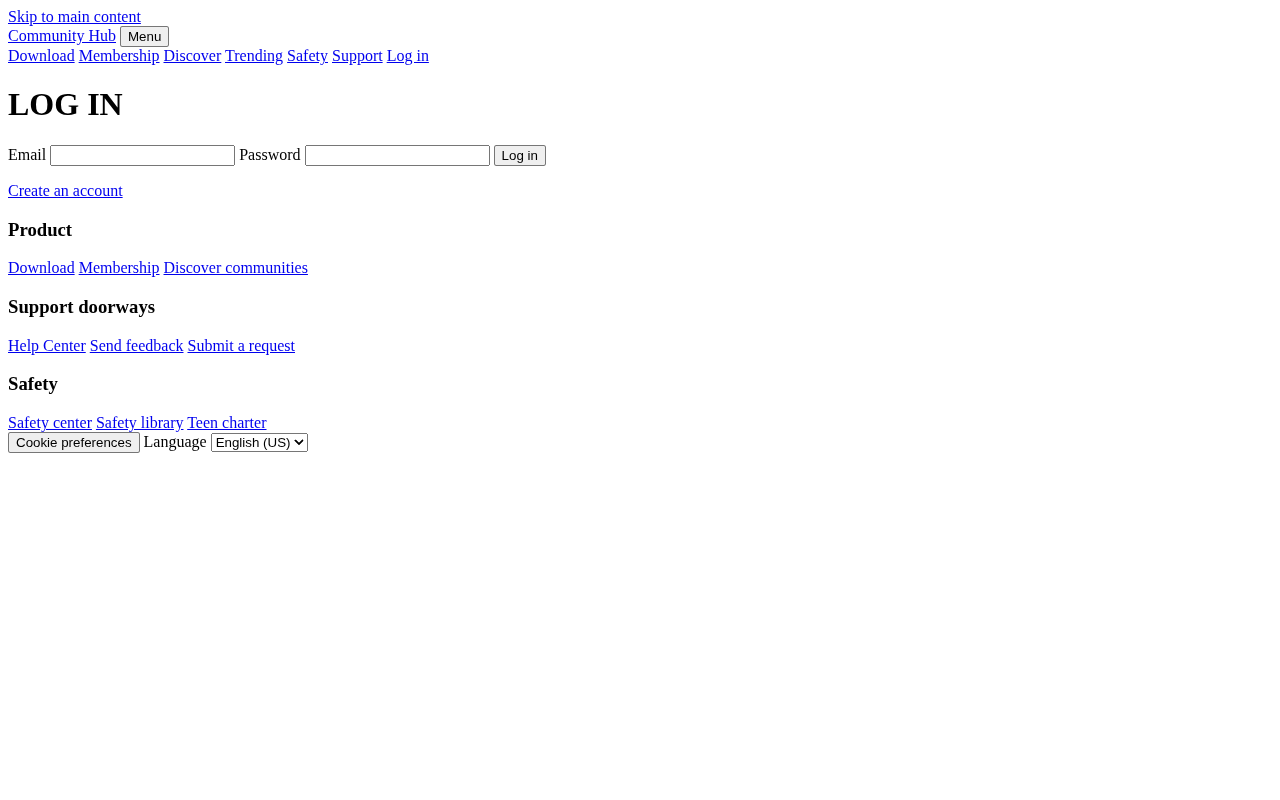 Skip to main content
Community Hub Menu
Download Membership Discover Trending Safety Support Log in
LOG IN
Email Password Log in
Create an account
Product
Download Membership Discover communities
Support doorways
Help Center Send feedback Submit a request
Safety
Safety center Safety library Teen charter
Cookie preferences Language English (US)